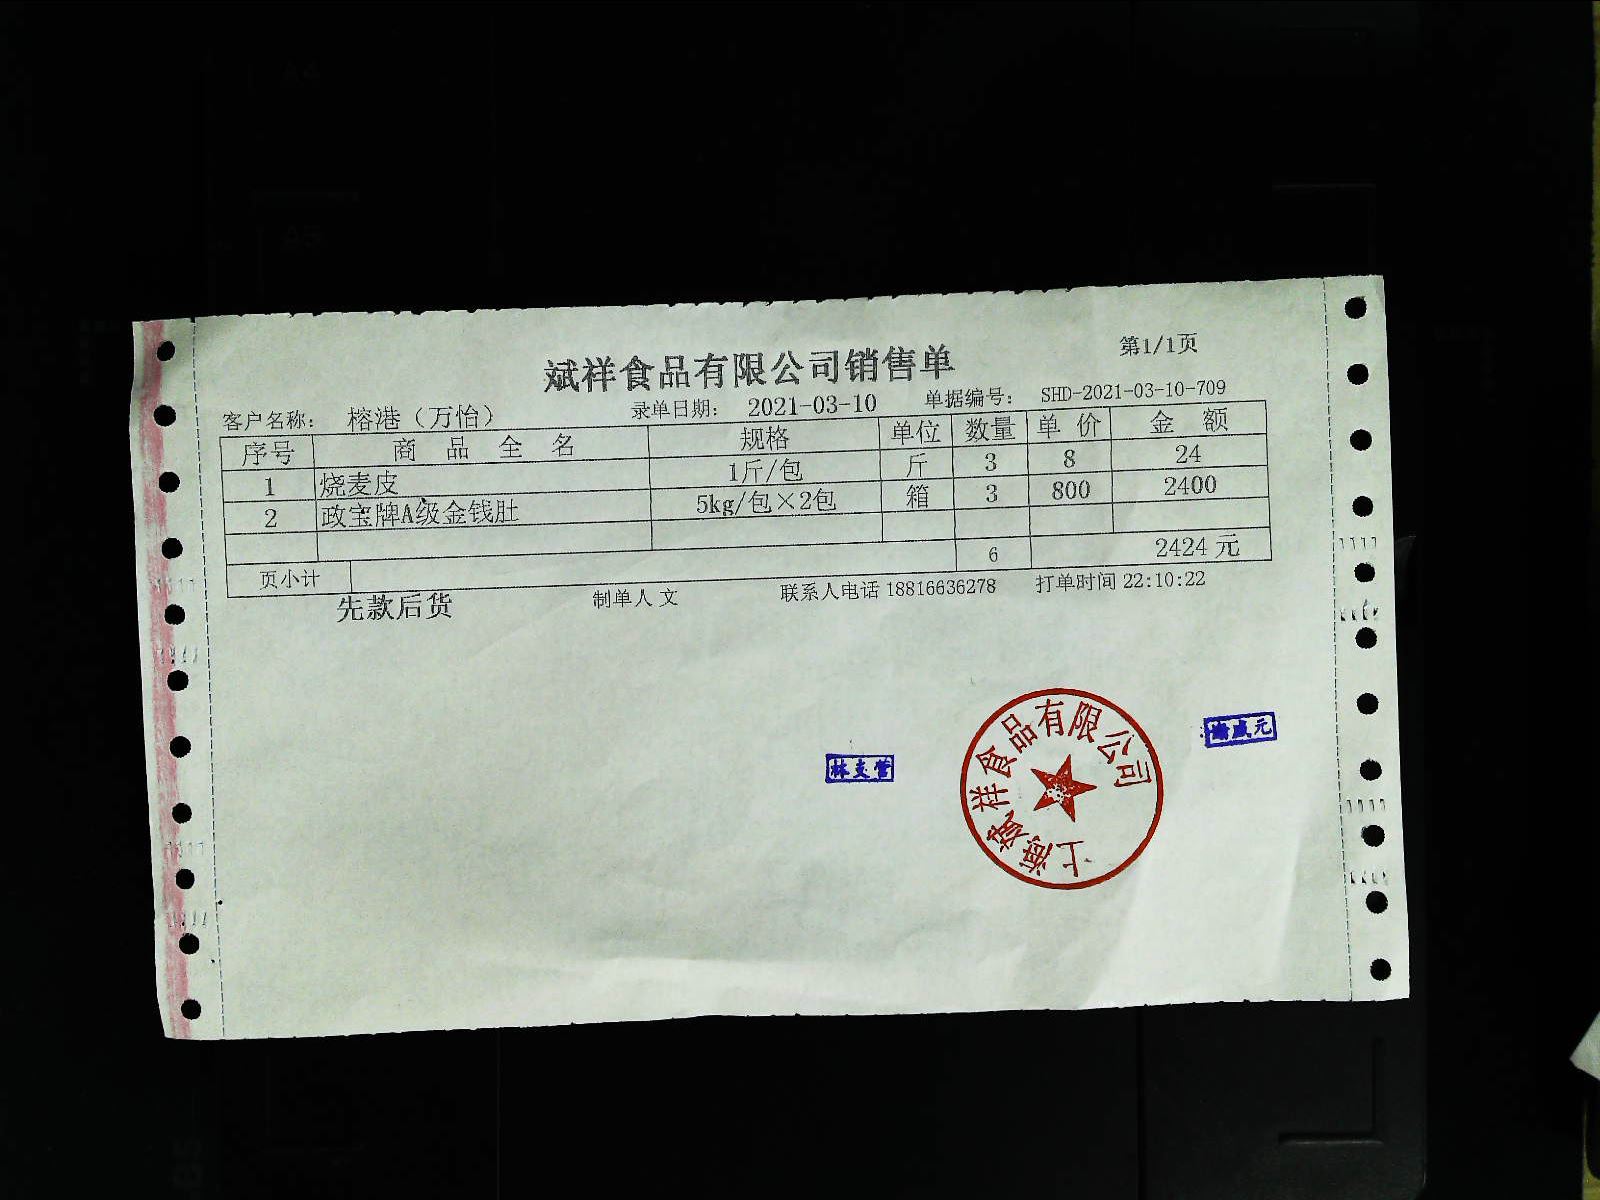 第1/1页
斌祥食品有限公司销售单
客户名称： 榕港（万怡） 录单日期： 2021-03-10 单据编号： SHD-2021-03-10-709
序号 商品全名 规格 单位 数量 单价 金额
1 烧麦皮 1斤/包 斤 3 8 24
2 政宝牌A级金钱肚 5kg/包×2包 箱 3 800 2400
页小计 6 2424元
先款后货 制单人 文 联系人电话 18816636278 打单时间 22:10:22
上海斌祥食品有限公司
林支管
威元